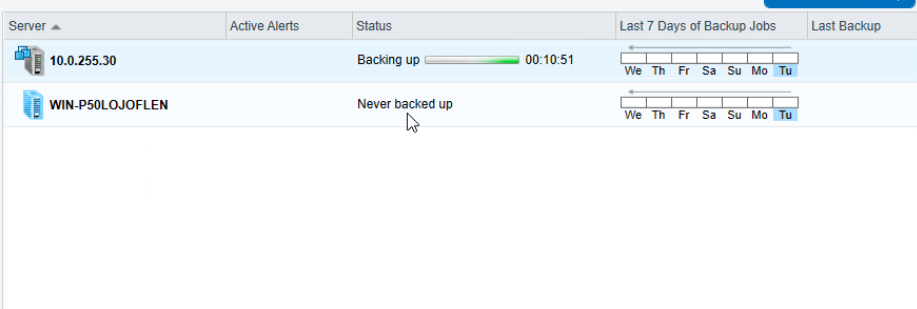 Server Active Alerts Status Last 7 Days of Backup Jobs Last Backup
10.0.255.30 Backing up 00:10:51
We Th Fr Sa Su Mo Tu
WIN-P50LOJOFLEN Never backed up
We Th Fr Sa Su Mo Tu